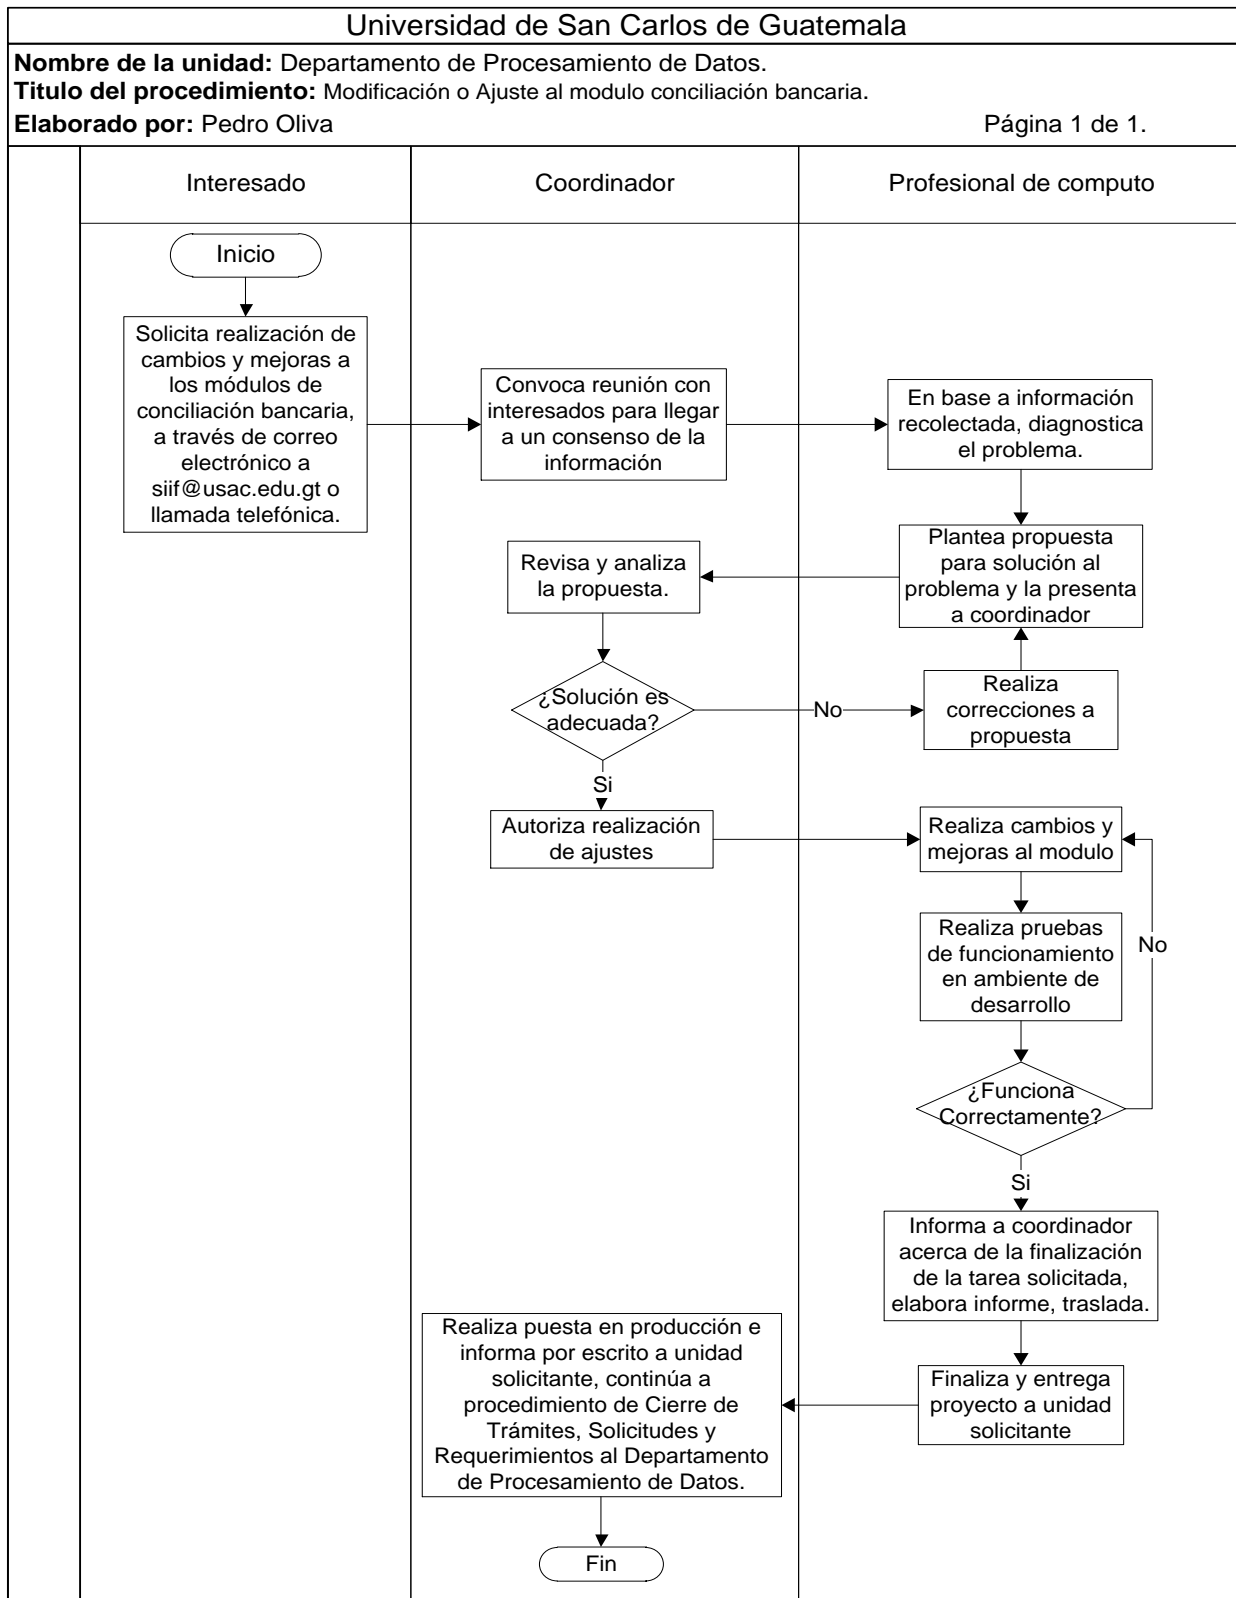 Universidad de San Carlos de Guatemala
Nombre de la unidad: Departamento de Procesamiento de Datos.
Titulo del procedimiento: Modificación o Ajuste al modulo conciliación bancaria.
Elaborado por: Pedro Oliva
Página 1 de 1.
Interesado
Coordinador
Profesional de computo
Inicio
Solicita realización de
cambios y mejoras a
los módulos de
conciliación bancaria,
a través de correo
electrónico a
siif@usac.edu.gt o
llamada telefónica.
Convoca reunión con
interesados para llegar
a un consenso de la
información
En base a información
recolectada, diagnostica
el problema.
Plantea propuesta
para solución al
problema y la presenta
a coordinador
Revisa y analiza
la propuesta.
¿Solución es
adecuada?
No
Realiza
correcciones a
propuesta
Si
Autoriza realización
de ajustes
Realiza cambios y
mejoras al modulo
Realiza pruebas
de funcionamiento
en ambiente de
desarrollo
No
¿Funciona
Correctamente?
Si
Informa a coordinador
acerca de la finalización
de la tarea solicitada,
elabora informe, traslada.
Finaliza y entrega
proyecto a unidad
solicitante
Realiza puesta en producción e
informa por escrito a unidad
solicitante, continúa a
procedimiento de Cierre de
Trámites, Solicitudes y
Requerimientos al Departamento
de Procesamiento de Datos.
Fin